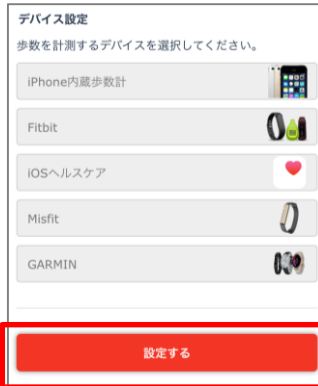 デバイス設定
歩数を計測するデバイスを選択してください。
iPhone内蔵歩数計
Fitbit
iOSヘルスケア
Misfit
GARMIN
設定する